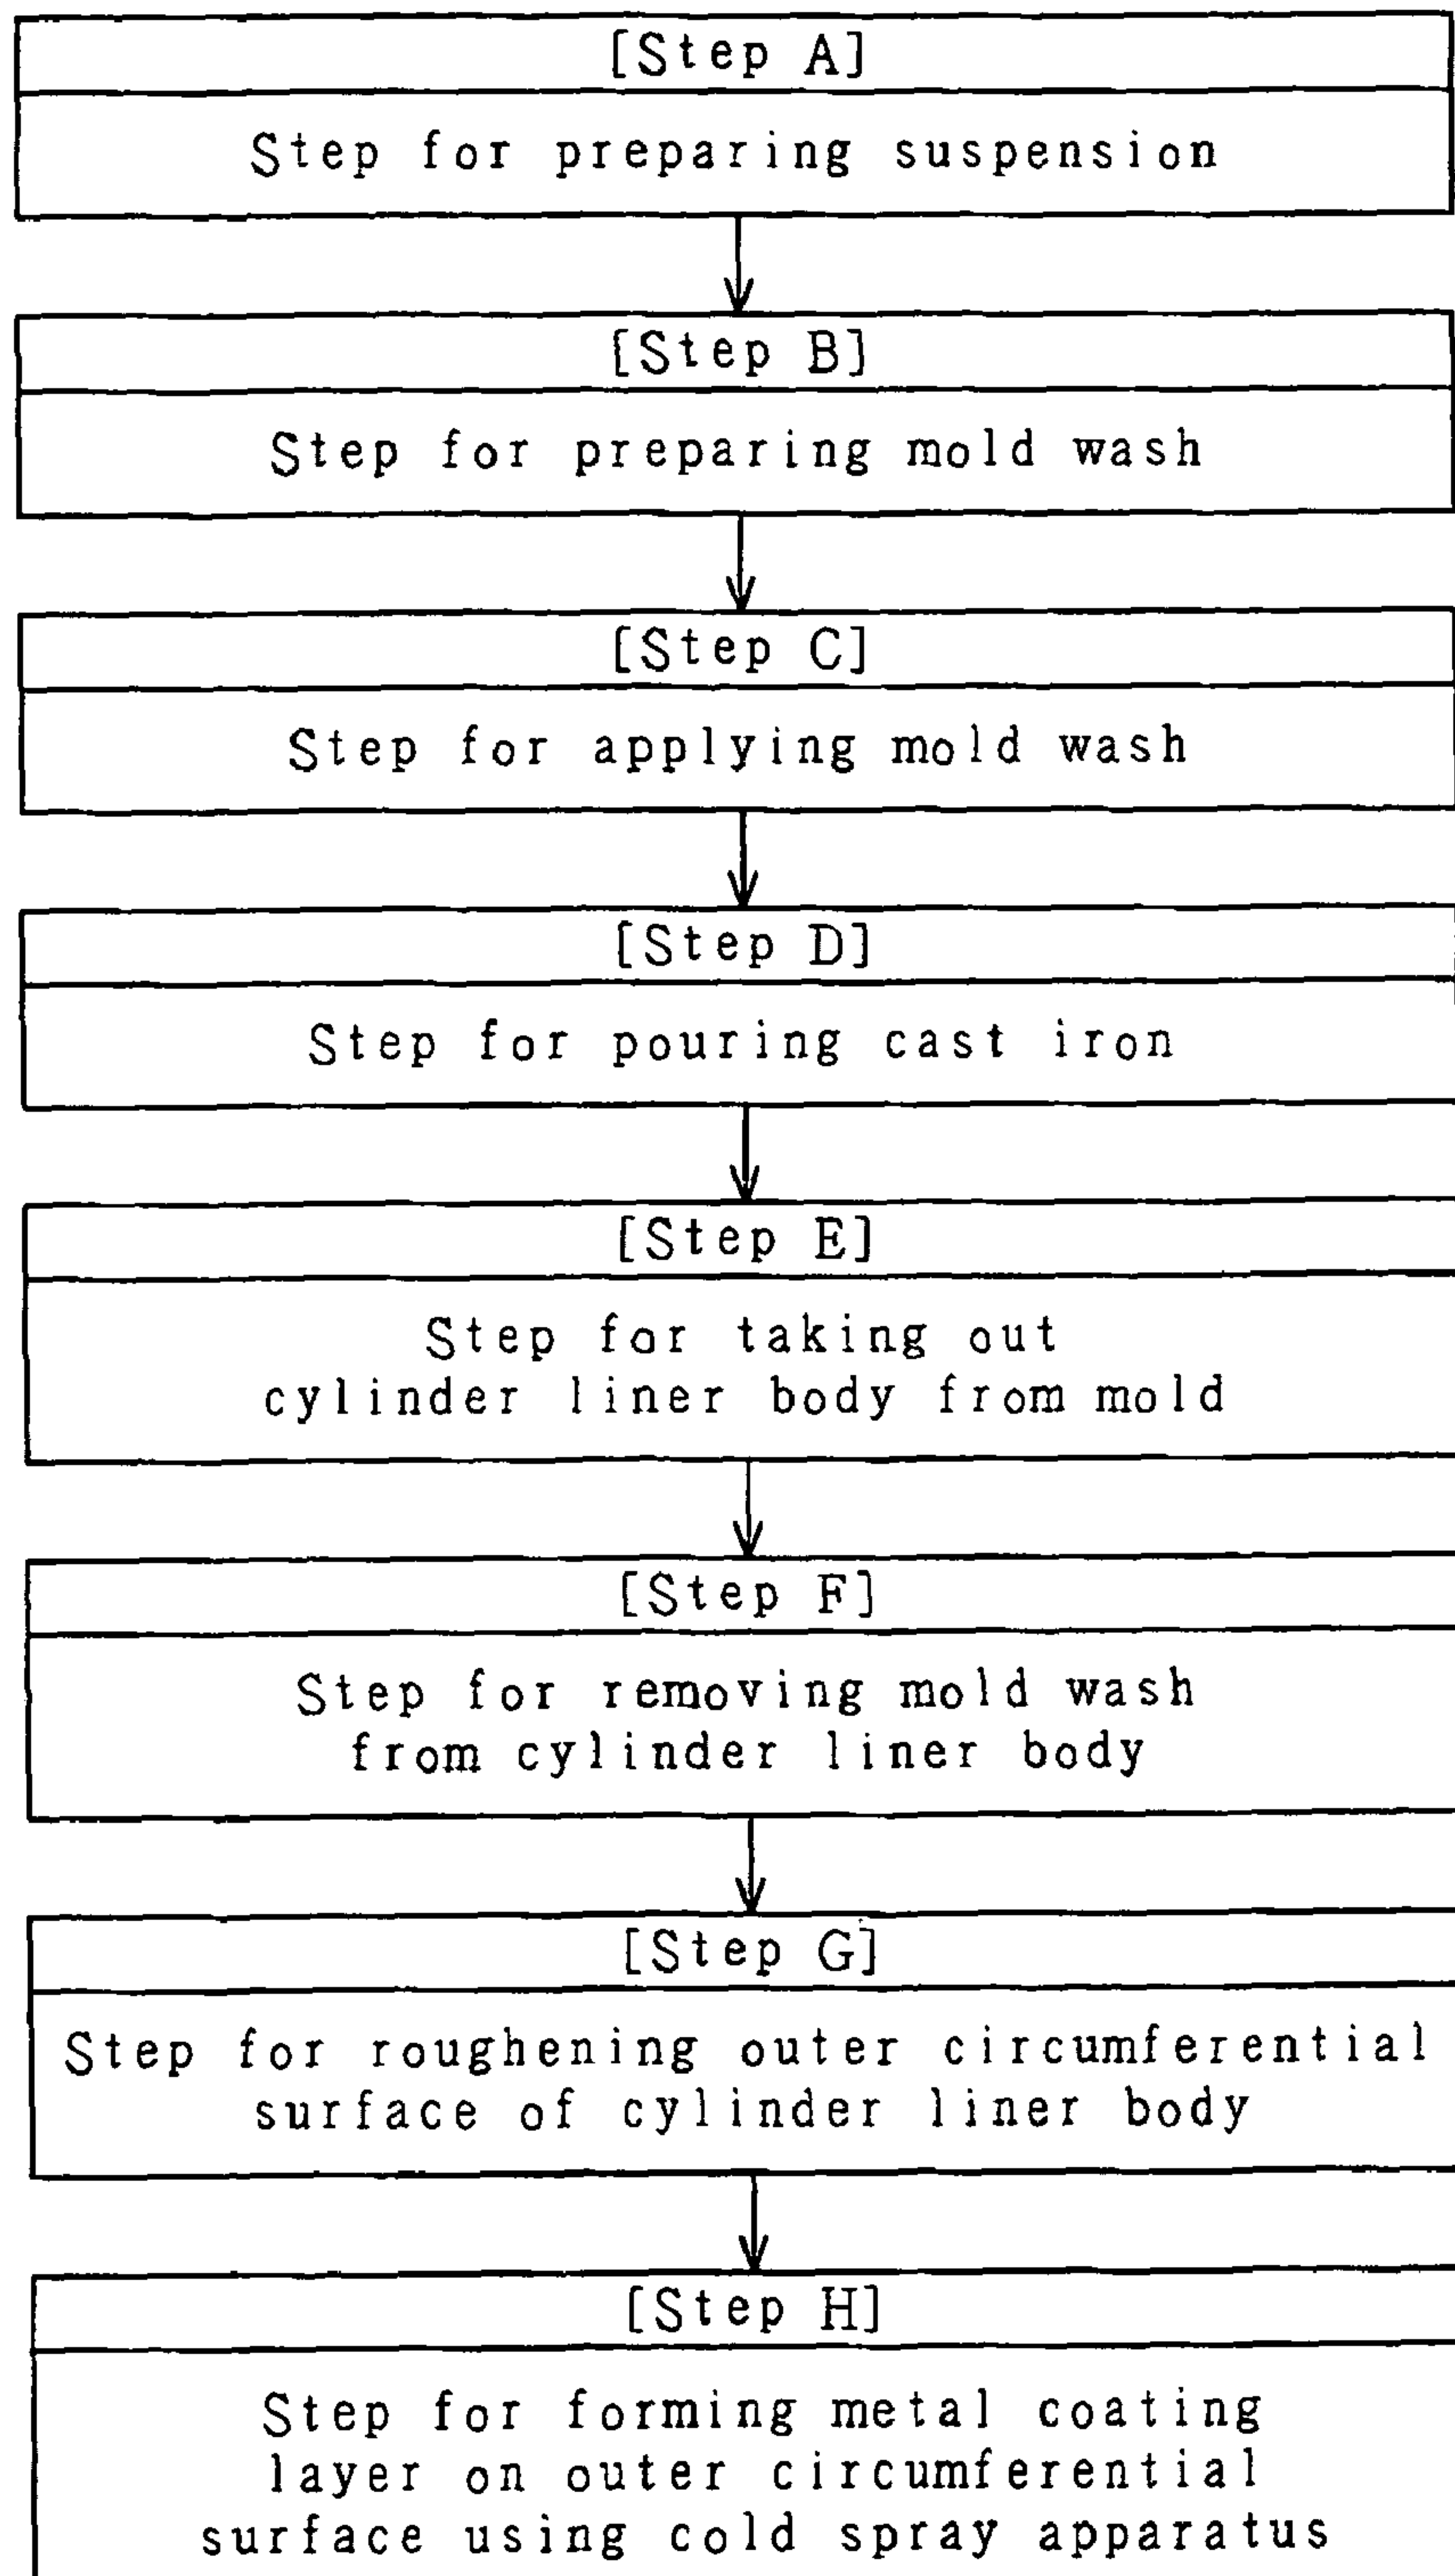 [Step A]
Step for preparing suspension
[Step B]
Step for preparing mold wash
[Step C]
Step for applying mold wash
[Step D]
Step for pouring cast iron
[Step E]
Step for taking out
cylinder liner body from mold
[Step F]
Step for removing mold wash
from cylinder liner body
[Step G]
Step for roughening outer circumferential
surface of cylinder liner body
[Step H]
Step for forming metal coating
layer on outer circumferential
surface using cold spray apparatus